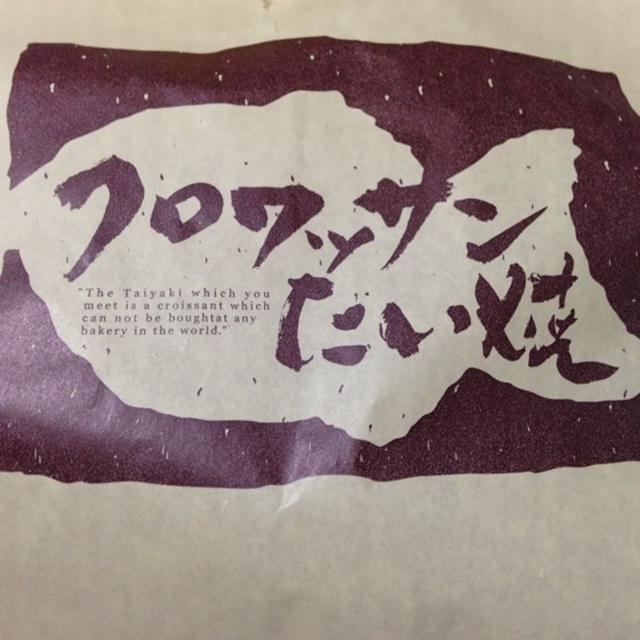 クロワッサン
たい焼
"The Taiyaki which you
meet is a croissant which
can not be boughtat any
bakery in the world."